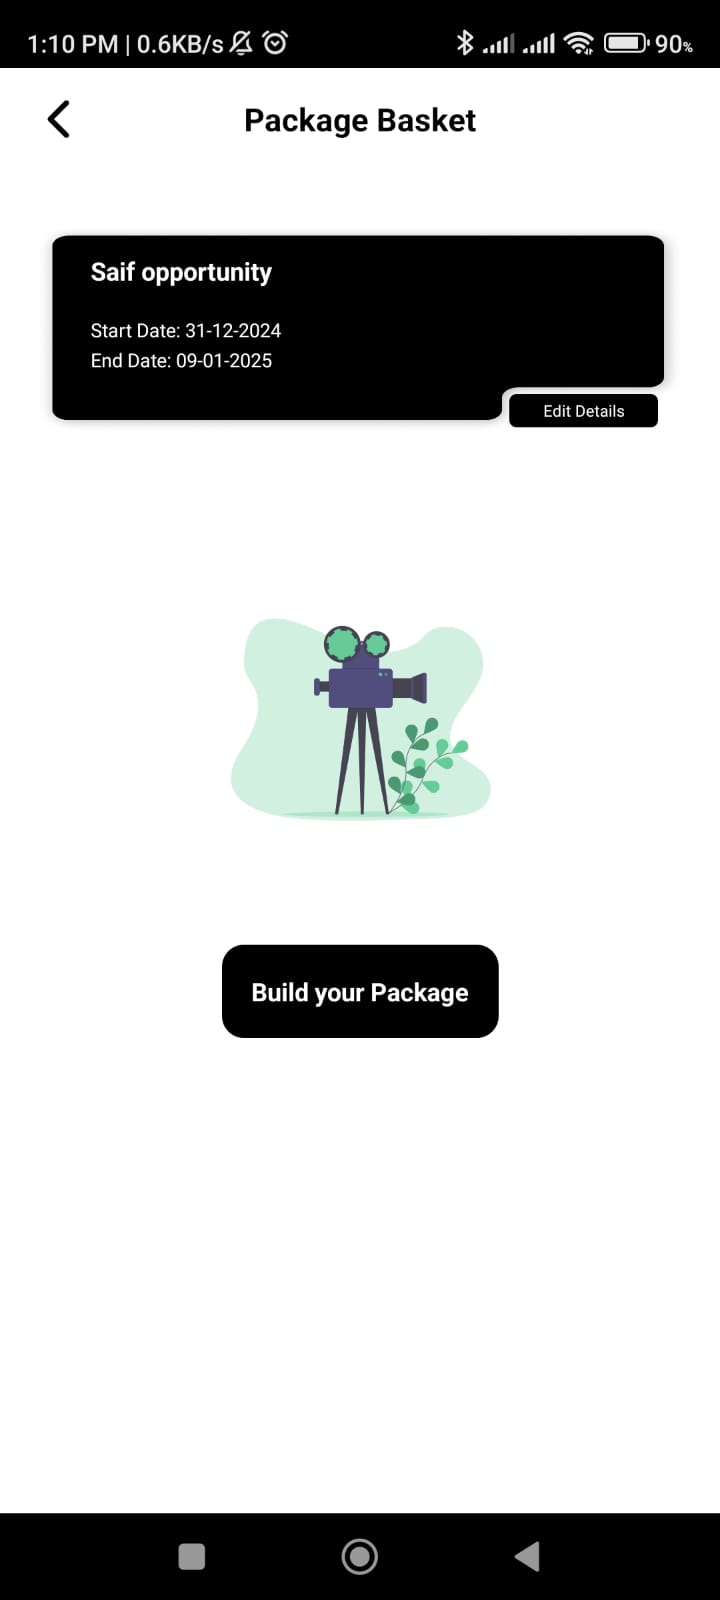 1:10 PM | 0.6KB/s 90%
Package Basket
Saif opportunity
Start Date: 31-12-2024
End Date: 09-01-2025
Edit Details
Build your Package